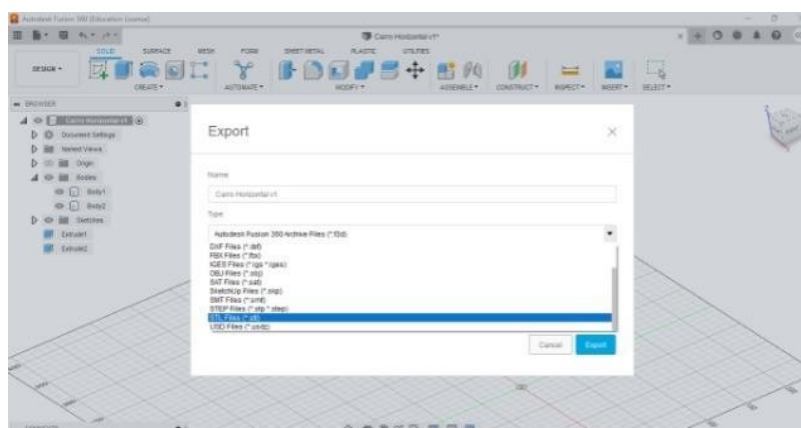 Autodesk Fusion 360 (Education License)
Carro Horizontal v1*
SOLID SURFACE MESH FORM SHEET METAL PLASTIC UTILITIES
DESIGN
CREATE AUTOMATE MODIFY ASSEMBLE CONSTRUCT INSPECT INSERT SELECT
BROWSER
Carro Horizontal v1
Document Settings
Named Views
Origin
Bodies
Body1
Body2
Sketches
Extrude1
Extrude2
Export
Name
Carro Horizontal v1
Type
Autodesk Fusion 360 Archive Files (*.f3d)
DXF Files (*.dxf)
FBX Files (*.fbx)
IGES Files (*.igs *.iges)
OBJ Files (*.obj)
SAT Files (*.sat)
SketchUp Files (*.skp)
SMT Files (*.smt)
STEP Files (*.stp *.step)
STL Files (*.stl)
USD Files (*.usdz)
Cancel Export
COMMENTS